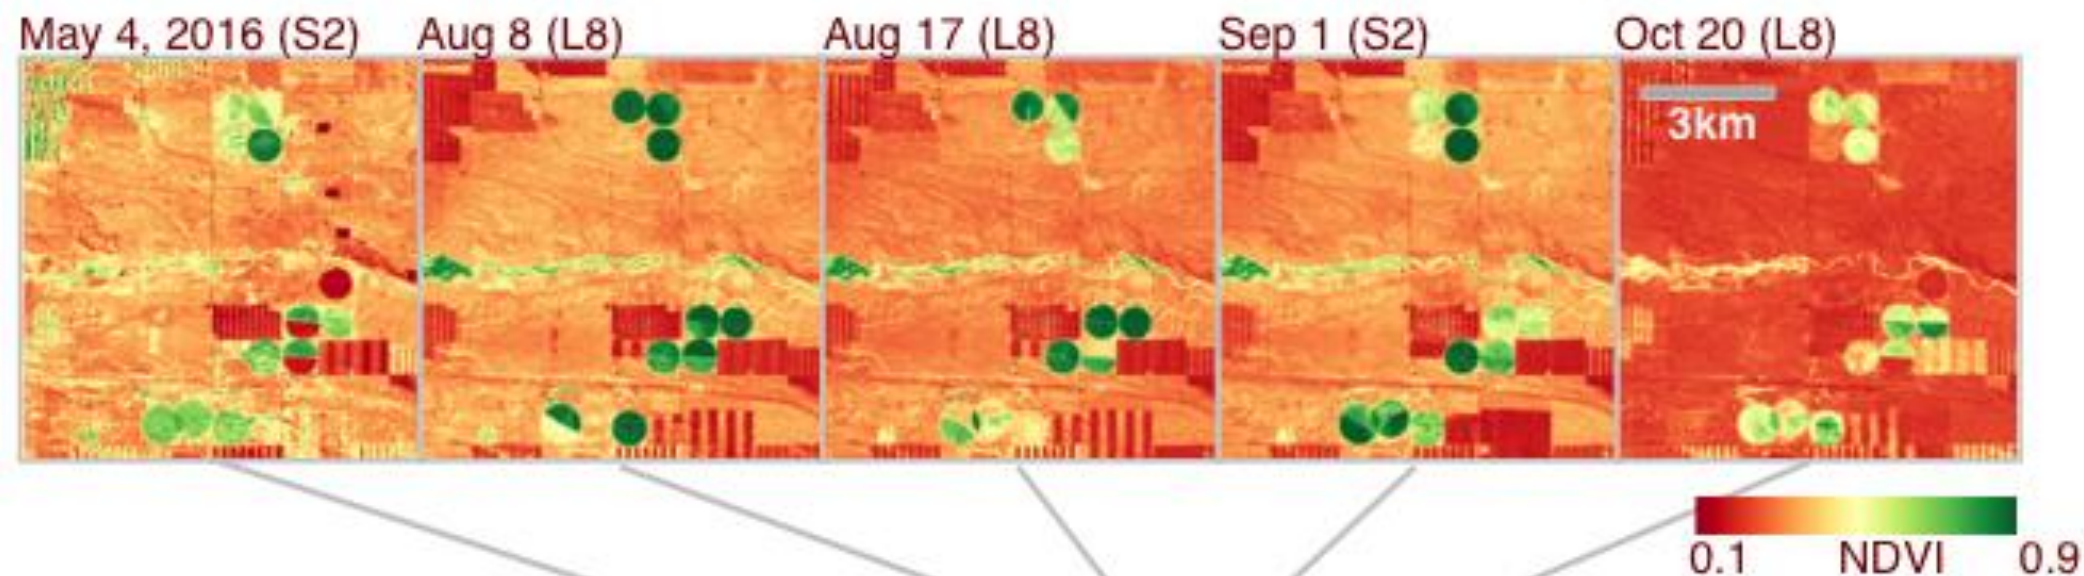 May 4, 2016 (S2) Aug 8 (L8) Aug 17 (L8) Sep 1 (S2) Oct 20 (L8)
3km
0.1 NDVI 0.9